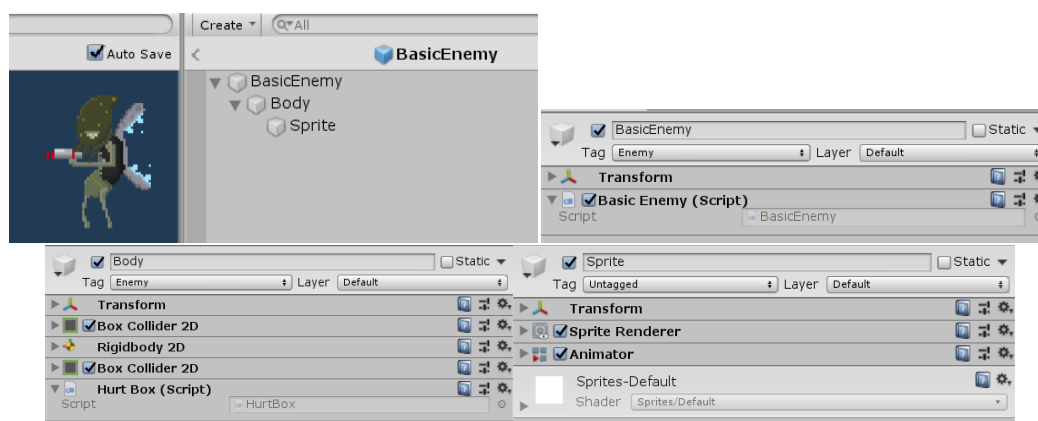 Create All
Auto Save BasicEnemy
BasicEnemy
Body
Sprite
BasicEnemy Static
Tag Enemy Layer Default
Transform
Basic Enemy (Script)
Script BasicEnemy
Body Static
Tag Enemy Layer Default
Transform
Box Collider 2D
Rigidbody 2D
Box Collider 2D
Hurt Box (Script)
Script HurtBox
Sprite Static
Tag Untagged Layer Default
Transform
Sprite Renderer
Animator
Sprites-Default
Shader Sprites/Default